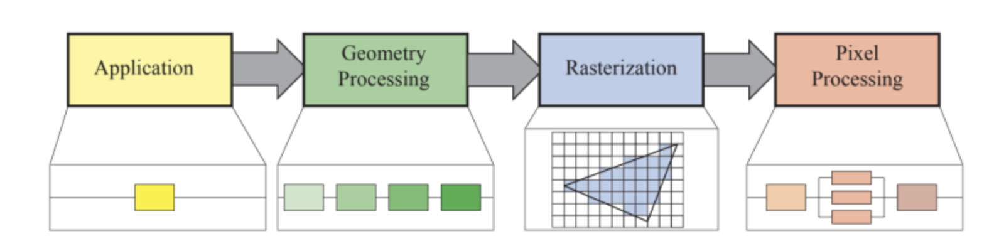 Application
Geometry
Processing
Rasterization
Pixel
Processing